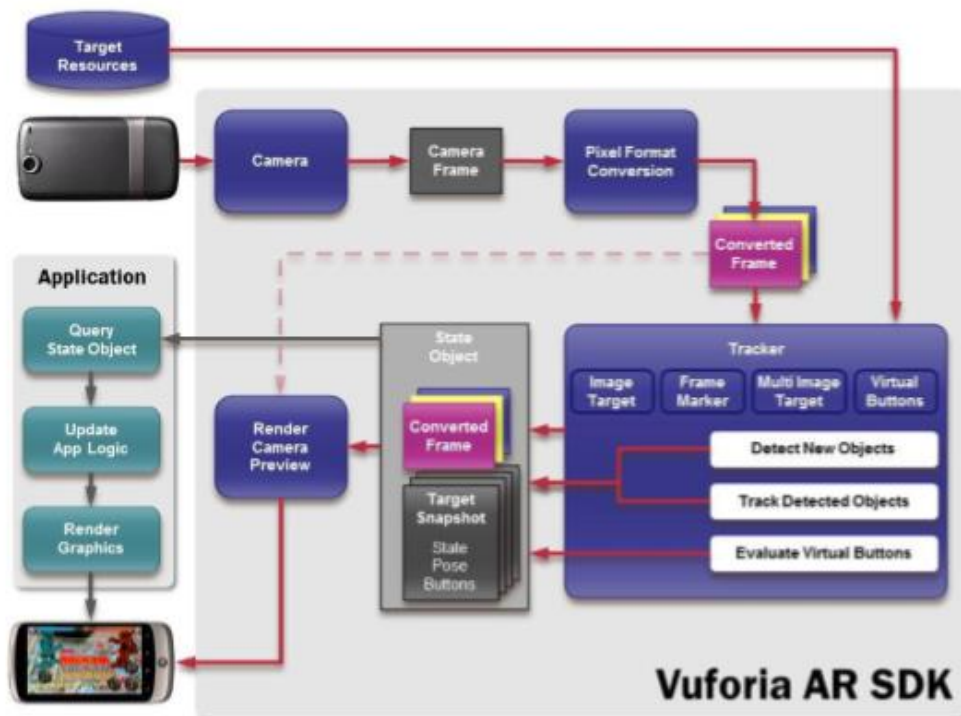 Target
Resources
Camera
Camera
Frame
Pixel Format
Conversion
Converted
Frame
Application
Query
State Object
Update
App Logic
Render
Graphics
Render
Camera
Preview
State
Object
Converted
Frame
Target
Snapshot
State
Pose
Buttons
Tracker
Image
Target
Frame
Marker
Multi Image
Target
Virtual
Buttons
Detect New Objects
Track Detected Objects
Evaluate Virtual Buttons
Vuforia AR SDK